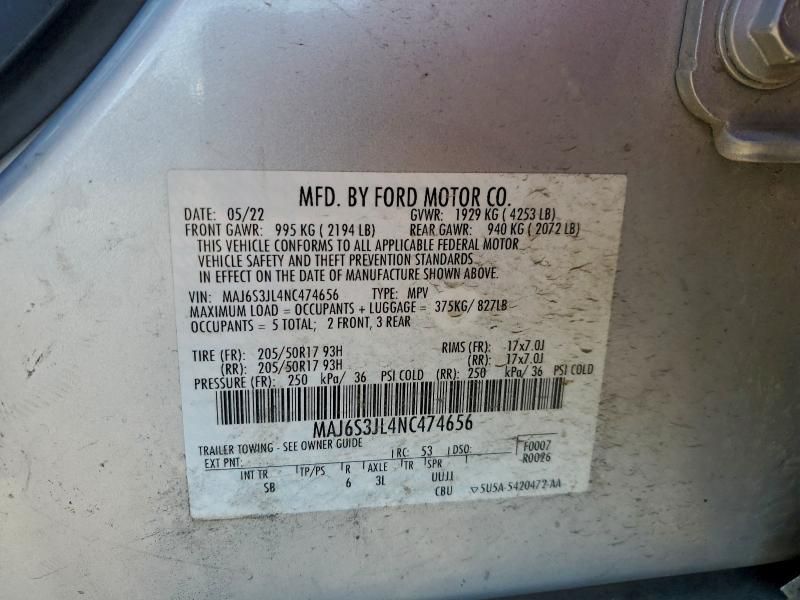 MFD. BY FORD MOTOR CO.
DATE: 05/22 GVWR: 1929 KG ( 4253 LB)
FRONT GAWR: 995 KG ( 2194 LB) REAR GAWR: 940 KG ( 2072 LB)
THIS VEHICLE CONFORMS TO ALL APPLICABLE FEDERAL MOTOR
VEHICLE SAFETY AND THEFT PREVENTION STANDARDS
IN EFFECT ON THE DATE OF MANUFACTURE SHOWN ABOVE.
VIN: MAJ6S3JL4NC474656 TYPE: MPV
MAXIMUM LOAD = OCCUPANTS + LUGGAGE = 375KG/ 827LB
OCCUPANTS = 5 TOTAL; 2 FRONT, 3 REAR
TIRE (FR): 205/50R17 93H RIMS (FR): 17x7.0J
(RR): 205/50R17 93H (RR): 17x7.0J
PRESSURE (FR): 250 kPa/ 36 PSI COLD (RR): 250 kPa/ 36 PSI COLD
MAJ6S3JL4NC474656
TRAILER TOWING - SEE OWNER GUIDE
EXT PNT: RC: 53 DSO: F0007
R0026
INT TR TP/PS R AXLE TR SPR
SB 6 3L UUJJ
CBU 5U5A-5420472-AA